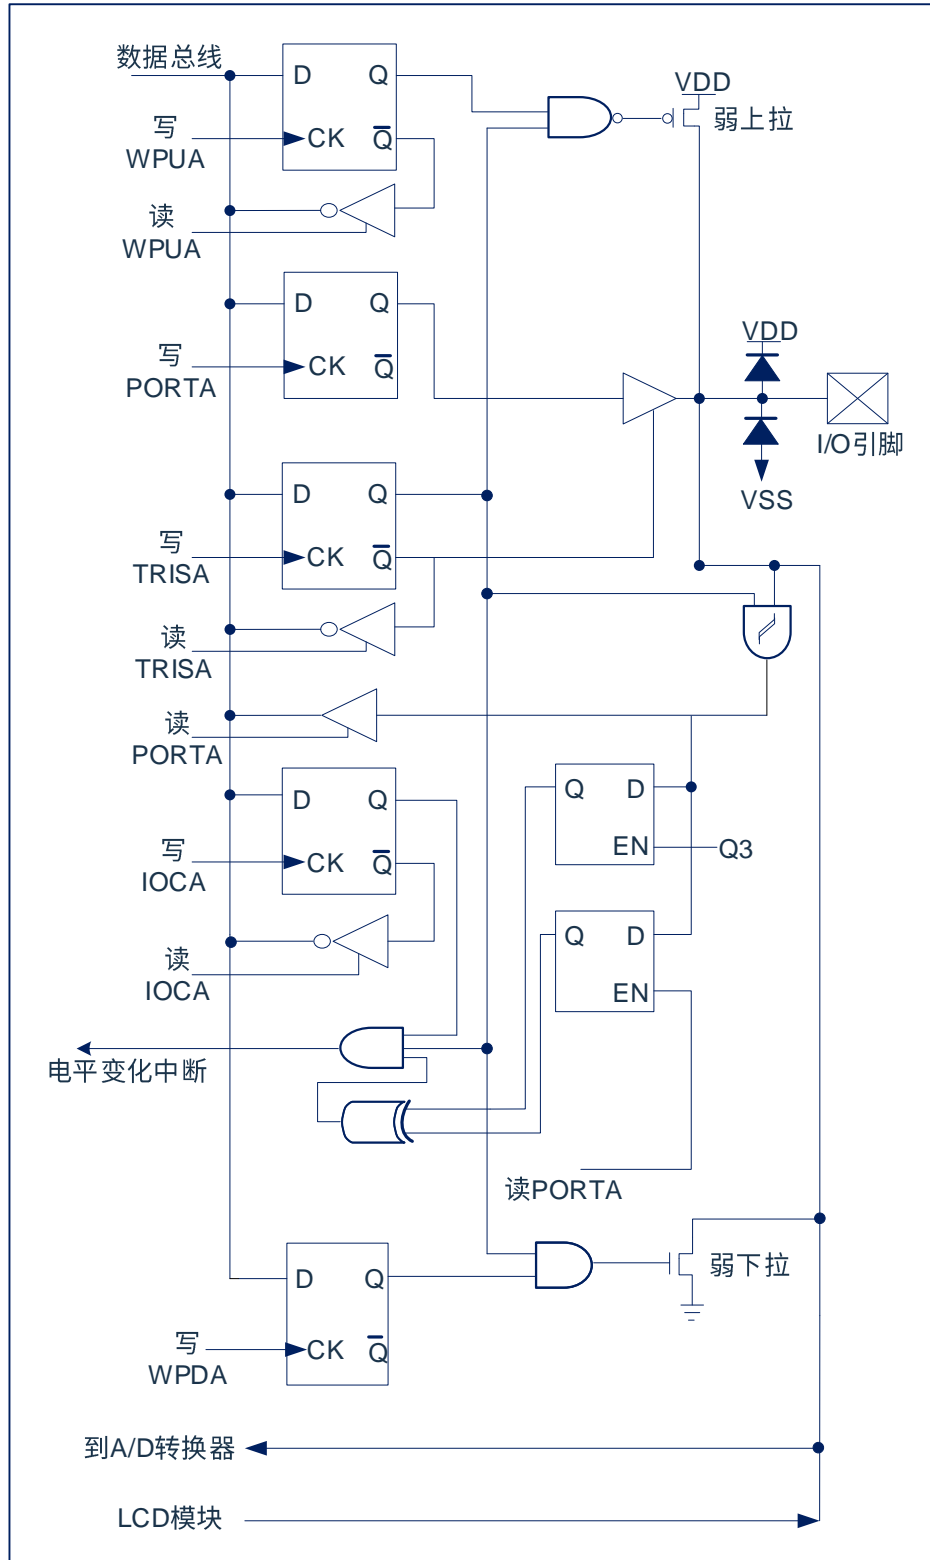 数据总线
D
Q
写
WPUA
CK
Q
读
WPUA
VDD
弱上拉
D
Q
写
PORTA
CK
Q
VDD
I/O引脚
VSS
D
Q
写
TRISA
CK
Q
读
TRISA
读
PORTA
D
Q
写
IOCA
CK
Q
读
IOCA
Q
D
EN
Q3
Q
D
EN
电平变化中断
读PORTA
D
Q
写
WPDA
CK
Q
弱下拉
到A/D转换器
LCD模块